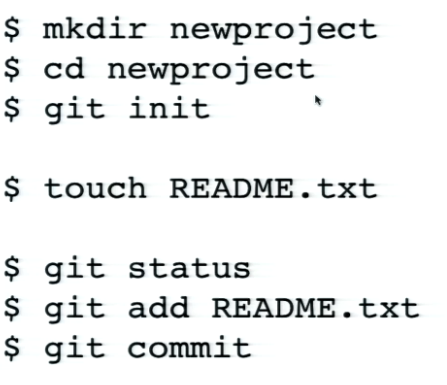 $ mkdir newproject
$ cd newproject
$ git init
$ touch README.txt
$ git status
$ git add README.txt
$ git commit